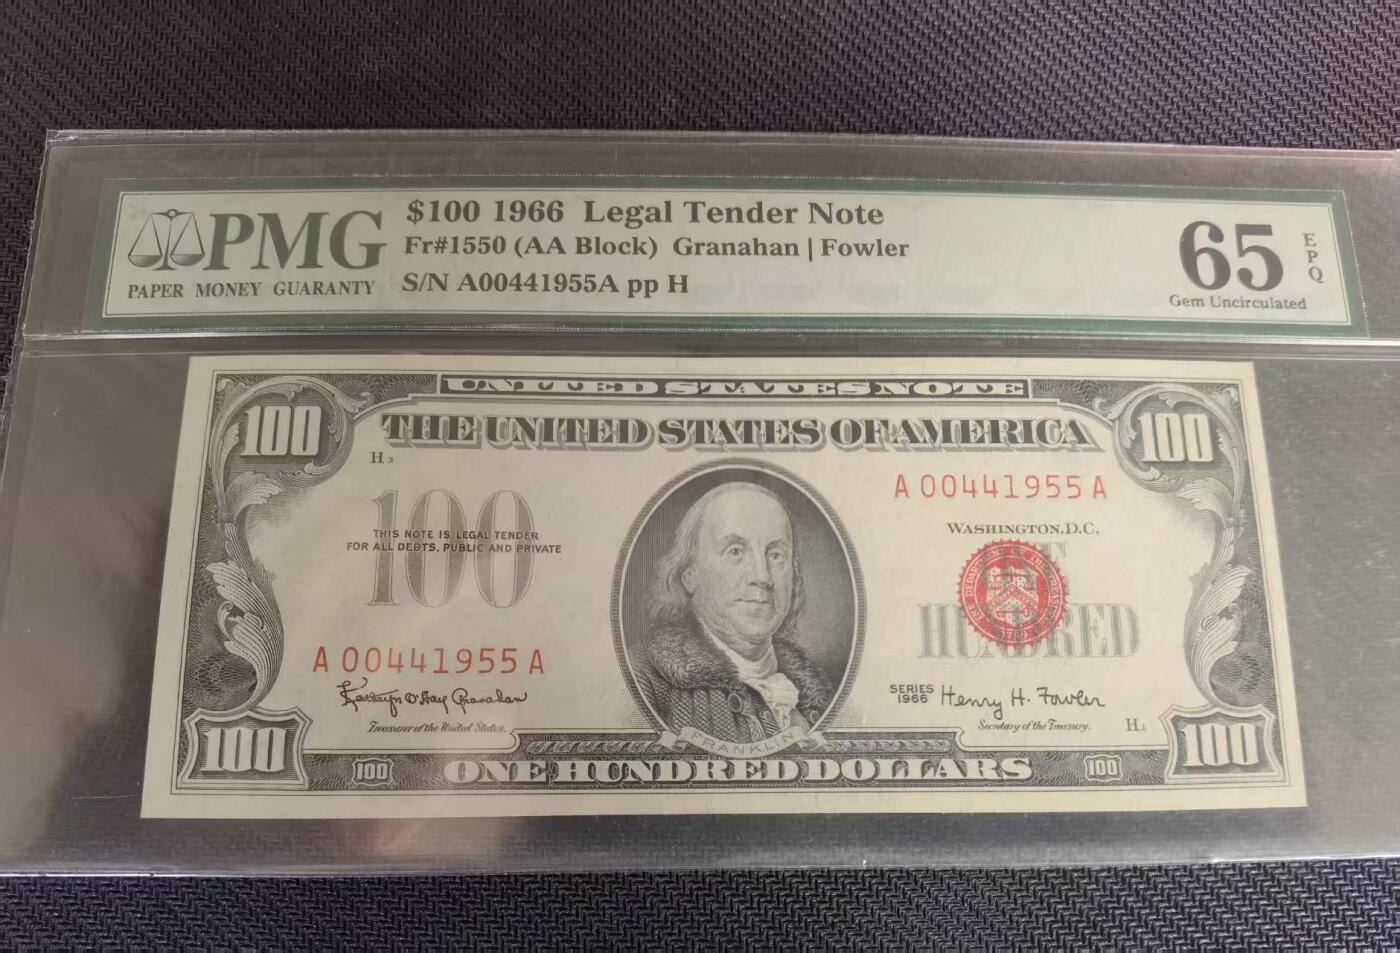 PMG
PAPER MONEY GUARANTY
$100 1966 Legal Tender Note
Fr#1550 (AA Block) Granahan | Fowler
S/N A00441955A pp H
65
EPQ
Gem Uncirculated
UNITED STATES NOTE
100
THE UNITED STATES OF AMERICA
100
H3
100
THIS NOTE IS LEGAL TENDER
FOR ALL DEBTS, PUBLIC AND PRIVATE
A 00441955 A
WASHINGTON, D.C.
ONE
HUNDRED
A 00441955 A
Kathryn O'Hay Granahan
Treasurer of the United States.
SERIES
1966
Henry H. Fowler
Secretary of the Treasury.
H1
FRANKLIN
100
100
ONE HUNDRED DOLLARS
100
100